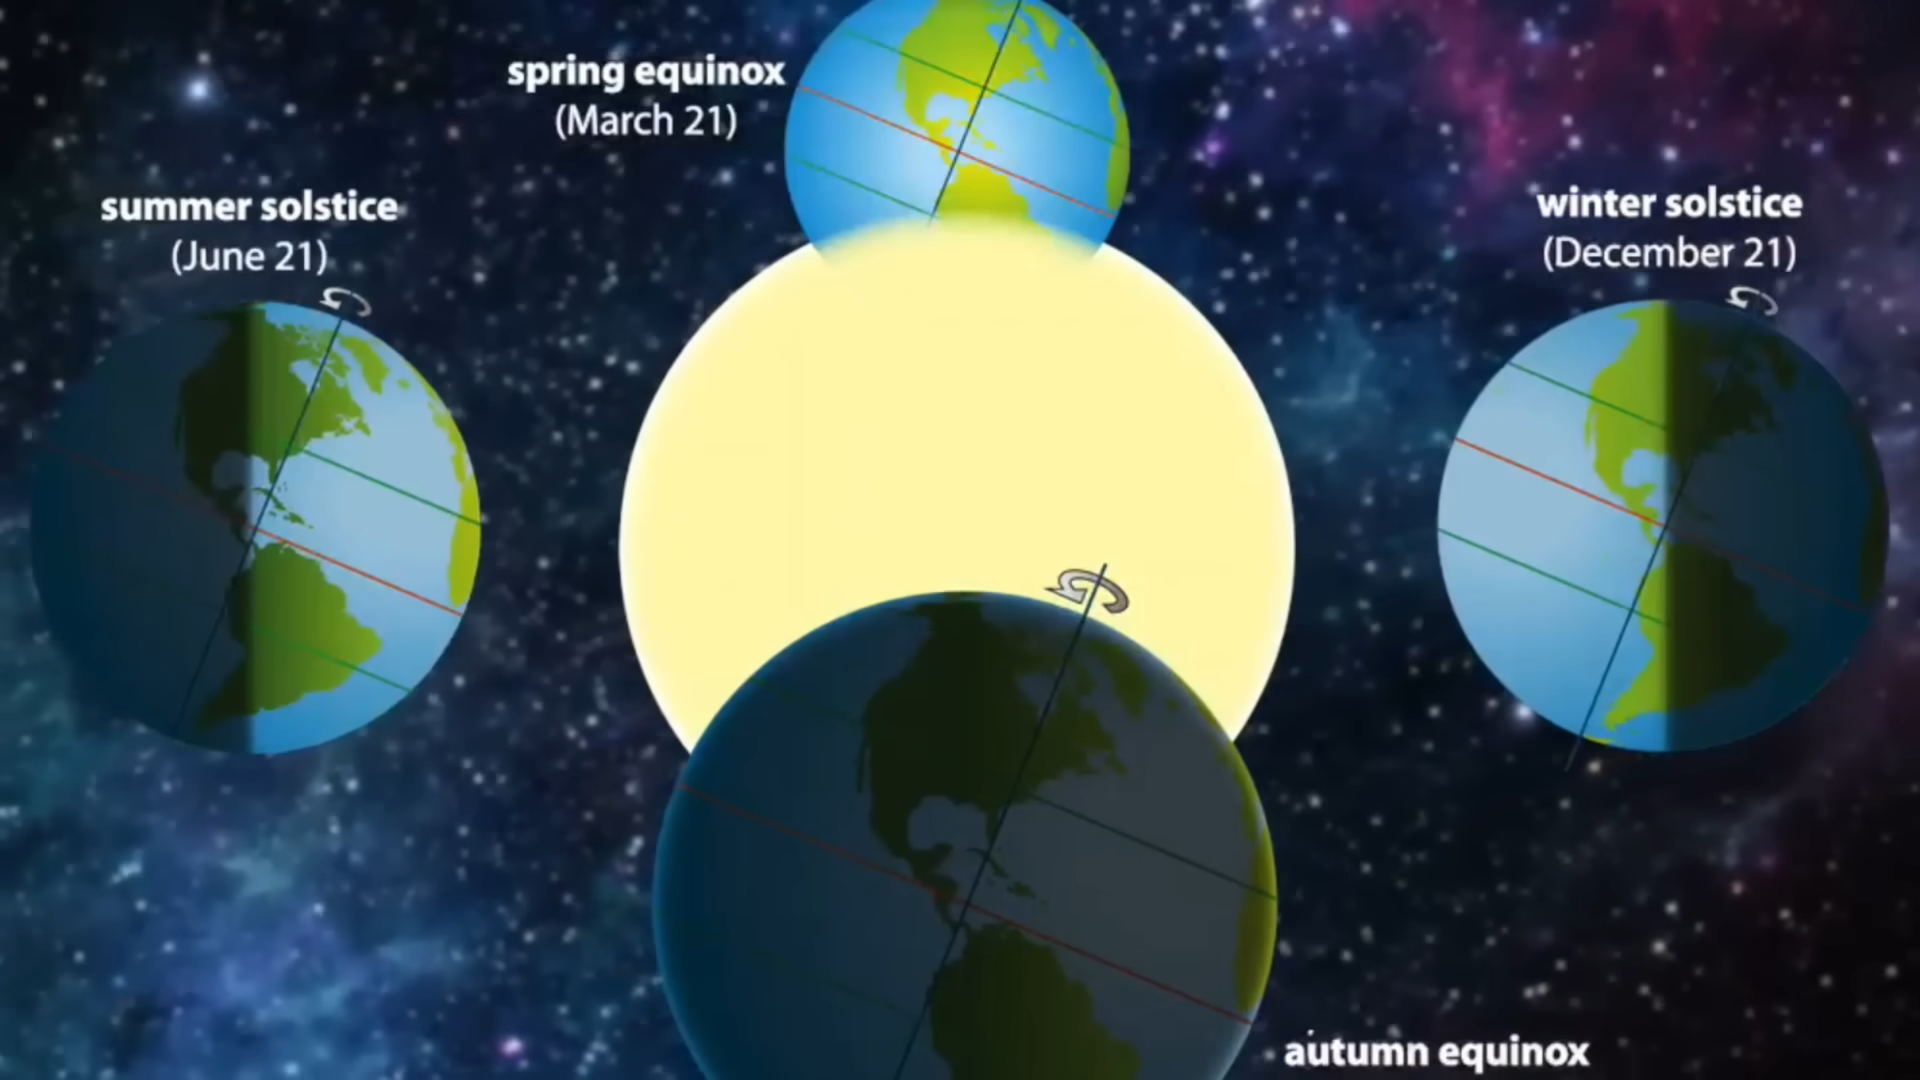 spring equinox
(March 21)
summer solstice
(June 21)
winter solstice
(December 21)
autumn equinox